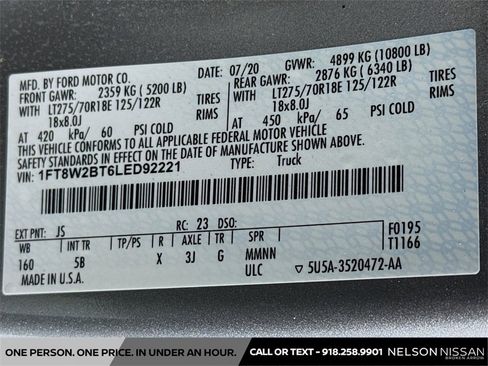 MFD. BY FORD MOTOR CO.
DATE: 07/20 GVWR: 4899 KG (10800 LB)
FRONT GAWR: 2359 KG ( 5200 LB) REAR GAWR: 2876 KG ( 6340 LB)
WITH LT275/70R18E 125/122R TIRES WITH LT275/70R18E 125/122R TIRES
18x8.0J RIMS 18x8.0J RIMS
AT 420 kPa/ 60 PSI COLD AT 450 kPa/ 65 PSI COLD
THIS VEHICLE CONFORMS TO ALL APPLICABLE FEDERAL MOTOR VEHICLE
SAFETY STANDARDS IN EFFECT ON THE DATE OF MANUFACTURE SHOWN ABOVE.
VIN: 1FT8W2BT6LED92221 TYPE: Truck
EXT PNT: JS RC: 23 DSO: F0195
WB INT TR TP/PS R AXLE TR SPR T1166
160 5B X 3J G MMNN
ULC
MADE IN U.S.A. 5U5A-3520472-AA
ONE PERSON. ONE PRICE. IN UNDER AN HOUR. CALL OR TEXT - 918.258.9901 NELSON NISSAN
BROKEN ARROW